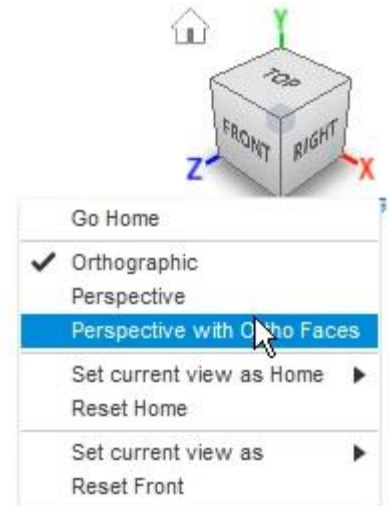 Y
TOP
FRONT
RIGHT
Z
X
Go Home
Orthographic
Perspective
Perspective with Ortho Faces
Set current view as Home
Reset Home
Set current view as
Reset Front